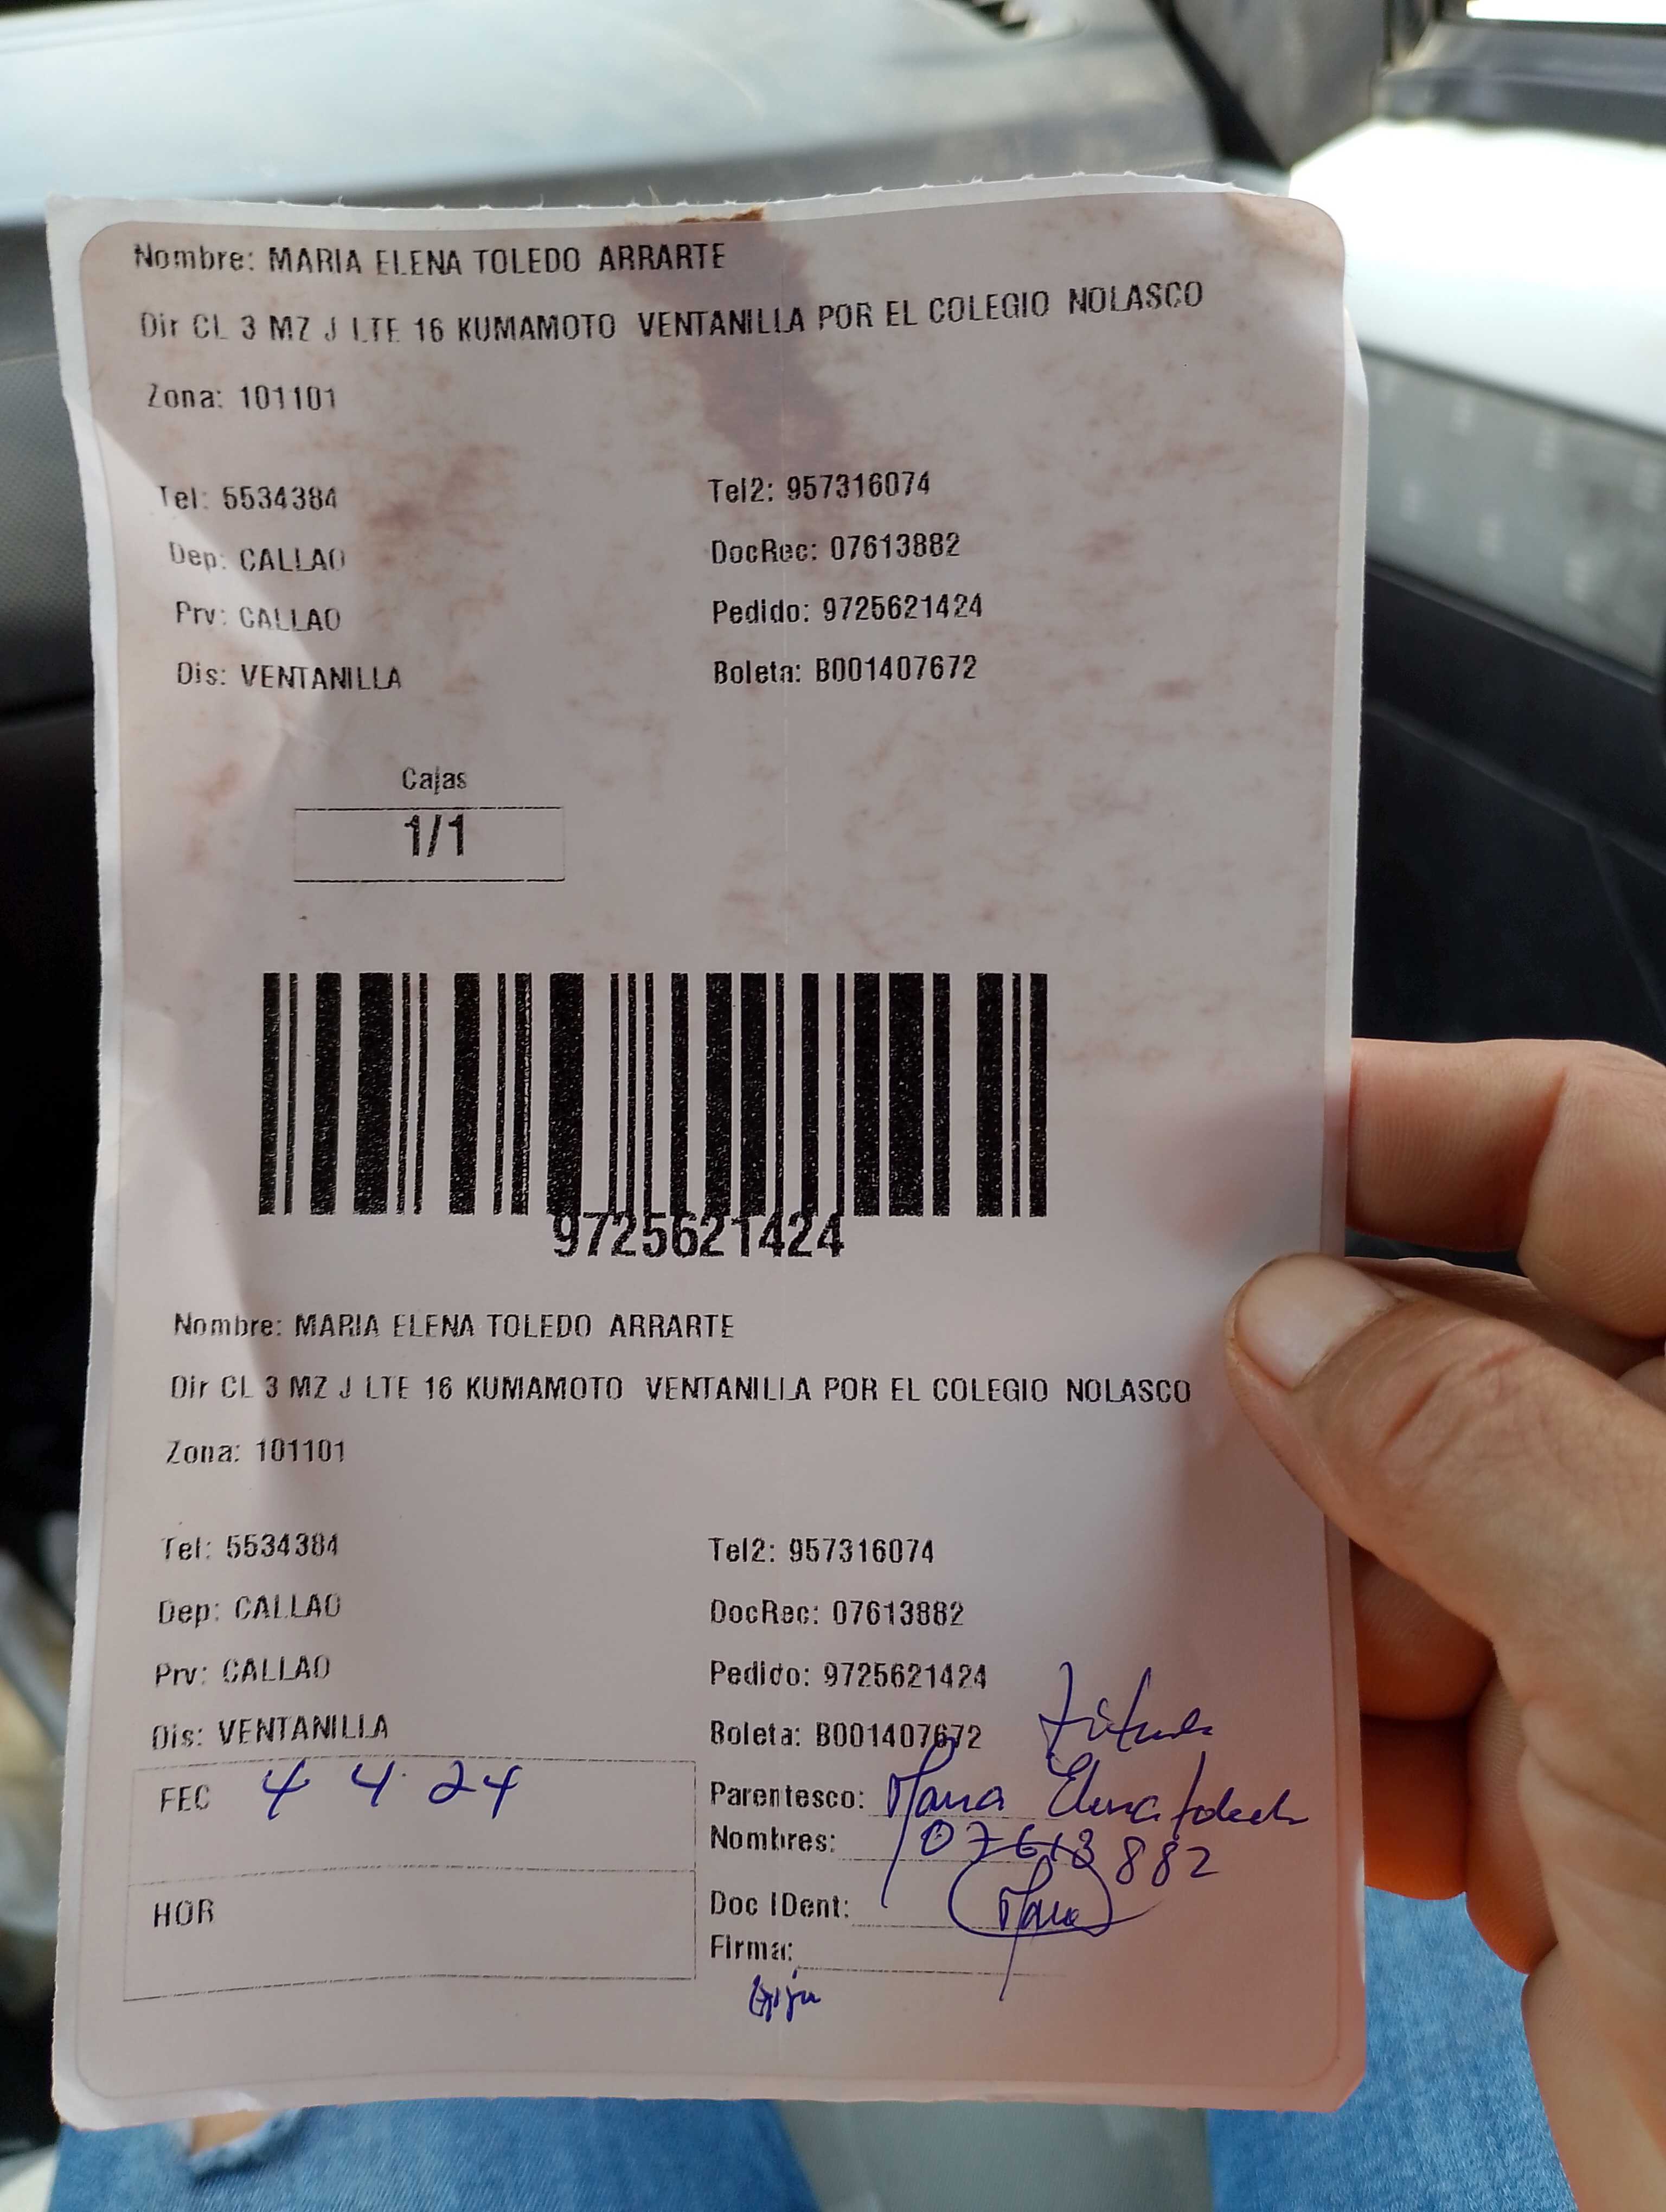 Nombre: MARIA ELENA TOLEDO ARRARTE
Dir CL 3 MZ J LTE 16 KUMAMOTO VENTANILLA POR EL COLEGIO NOLASCO
Zona: 101101
Tel: 5534384 Tel2: 957316074
Dep: CALLAO DocRec: 07613882
Prv: CALLAO Pedido: 9725621424
Dis: VENTANILLA Boleta: B001407672
Cajas
1/1
9725621424
Nombre: MARIA ELENA TOLEDO ARRARTE
Dir CL 3 MZ J LTE 16 KUMAMOTO VENTANILLA POR EL COLEGIO NOLASCO
Zona: 101101
Tel: 5534384 Tel2: 957316074
Dep: CALLAO DocRec: 07613882
Prv: CALLAO Pedido: 9725621424
Dis: VENTANILLA Boleta: B001407672
FEC 4 4 24
Parentesco: Maria Elena
Nombres: 07613882
HOR
Doc IDent:
Firma: